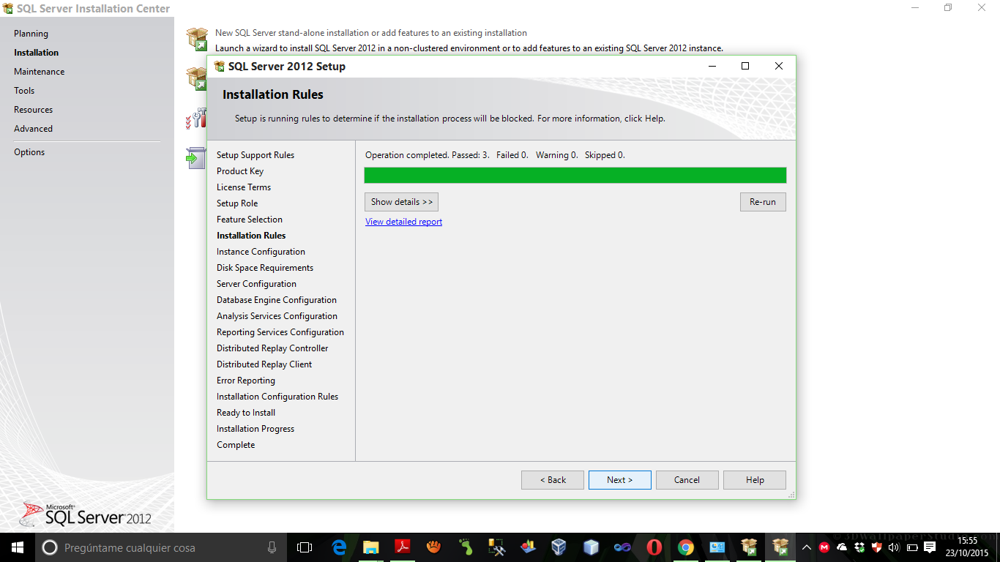 SQL Server Installation Center
Planning
Installation
Maintenance
Tools
Resources
Advanced
Options
Microsoft®
SQL Server® 2012
New SQL Server stand-alone installation or add features to an existing installation
Launch a wizard to install SQL Server 2012 in a non-clustered environment or to add features to an existing SQL Server 2012 instance.
SQL Server 2012 Setup
Installation Rules
Setup is running rules to determine if the installation process will be blocked. For more information, click Help.
Setup Support Rules
Product Key
License Terms
Setup Role
Feature Selection
Installation Rules
Instance Configuration
Disk Space Requirements
Server Configuration
Database Engine Configuration
Analysis Services Configuration
Reporting Services Configuration
Distributed Replay Controller
Distributed Replay Client
Error Reporting
Installation Configuration Rules
Ready to Install
Installation Progress
Complete
Operation completed. Passed: 3. Failed 0. Warning 0. Skipped 0.
Show details >>
Re-run
View detailed report
< Back
Next >
Cancel
Help
Pregúntame cualquier cosa
15:55
23/10/2015